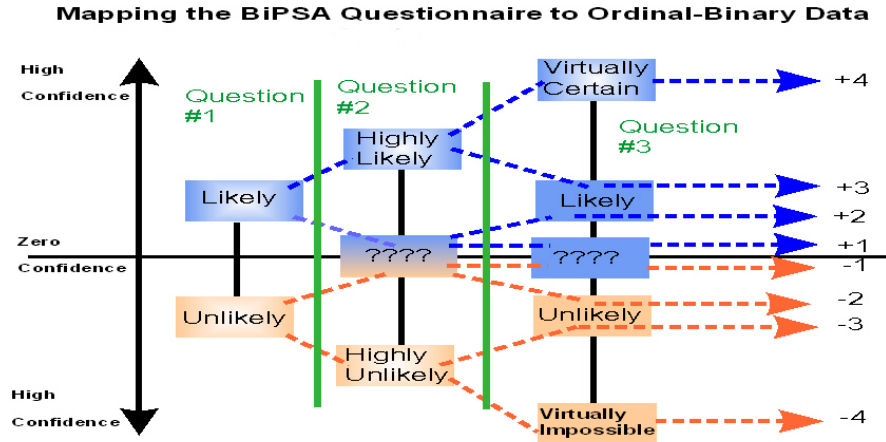 Mapping the BiPSA Questionnaire to Ordinal-Binary Data
High
Confidence
Question
#1
Question
#2
Virtually
Certain
+4
Highly
Likely
Question
#3
Likely
Likely
+3
+2
Zero
Confidence
????
????
+1
-1
Unlikely
Unlikely
-2
-3
Highly
Unlikely
High
Confidence
Virtually
Impossible
-4